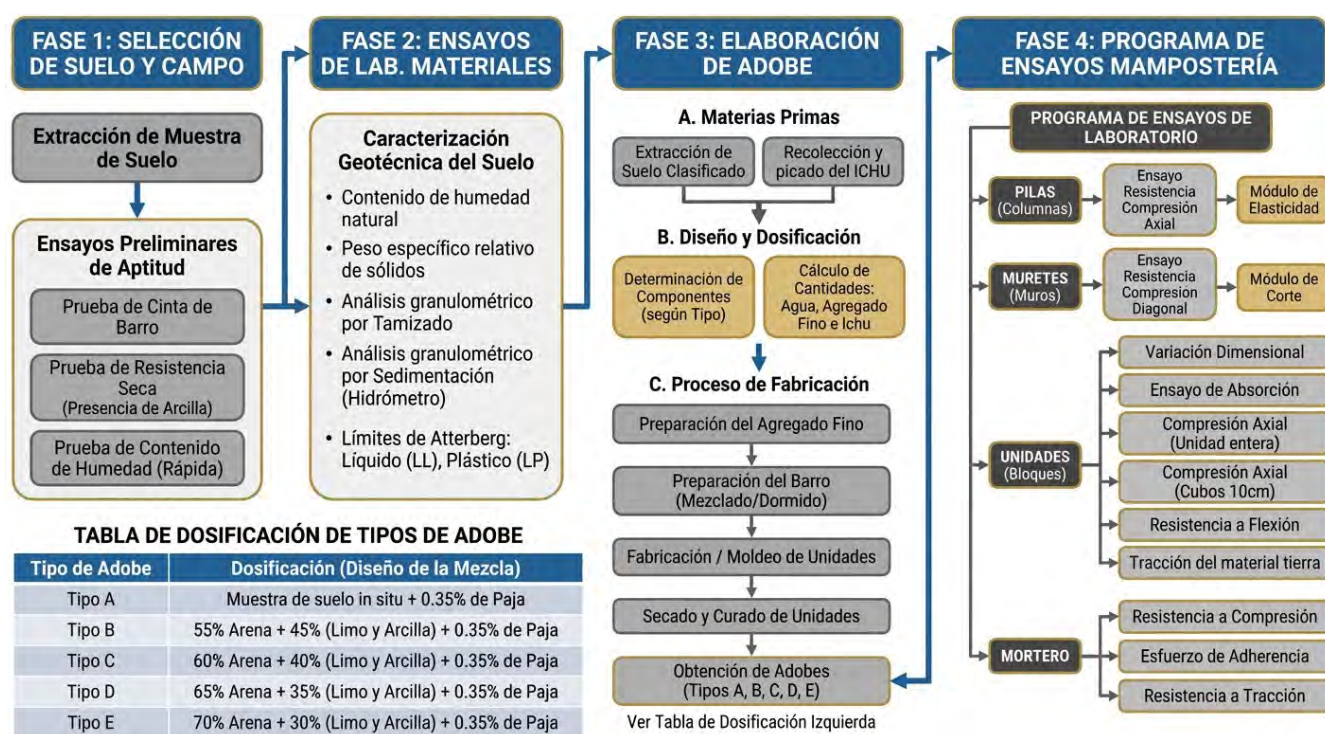 FASE 1: SELECCIÓN
DE SUELO Y CAMPO
Extracción de Muestra
de Suelo
Ensayos Preliminares
de Aptitud
Prueba de Cinta de
Barro
Prueba de Resistencia
Seca
(Presencia de Arcilla)
Prueba de Contenido
de Humedad (Rápida)
FASE 2: ENSAYOS
DE LAB. MATERIALES
Caracterización
Geotécnica del Suelo
• Contenido de humedad
natural
• Peso específico relativo
de sólidos
• Análisis granulométrico
por Tamizado
• Análisis granulométrico
por Sedimentación
(Hidrómetro)
• Límites de Atterberg:
Líquido (LL), Plástico (LP)
TABLA DE DOSIFICACIÓN DE TIPOS DE ADOBE
Tipo de Adobe Dosificación (Diseño de la Mezcla)
Tipo A Muestra de suelo in situ + 0.35% de Paja
Tipo B 55% Arena + 45% (Limo y Arcilla) + 0.35% de Paja
Tipo C 60% Arena + 40% (Limo y Arcilla) + 0.35% de Paja
Tipo D 65% Arena + 35% (Limo y Arcilla) + 0.35% de Paja
Tipo E 70% Arena + 30% (Limo y Arcilla) + 0.35% de Paja
FASE 3: ELABORACIÓN
DE ADOBE
A. Materias Primas
Extracción de
Suelo Clasificado
Recolección y
picado del ICHU
B. Diseño y Dosificación
Determinación de
Componentes
(según Tipo)
Cálculo de
Cantidades:
Agua, Agregado
Fino e Ichu
C. Proceso de Fabricación
Preparación del Agregado Fino
Preparación del Barro
(Mezclado/Dormido)
Fabricación / Moldeo de Unidades
Secado y Curado de Unidades
Obtención de Adobes
(Tipos A, B, C, D, E)
Ver Tabla de Dosificación Izquierda
FASE 4: PROGRAMA DE
ENSAYOS MAMPOSTERÍA
PROGRAMA DE ENSAYOS DE
LABORATORIO
PILAS
(Columnas)
Ensayo
Resistencia
Compresión
Axial
Módulo de
Elasticidad
MURETES
(Muros)
Ensayo
Resistencia
Compresión
Diagonal
Módulo de
Corte
UNIDADES
(Bloques)
Variación Dimensional
Ensayo de Absorción
Compresión Axial
(Unidad entera)
Compresión Axial
(Cubos 10cm)
Resistencia a Flexión
Tracción del material tierra
MORTERO
Resistencia a Compresión
Esfuerzo de Adherencia
Resistencia a Tracción